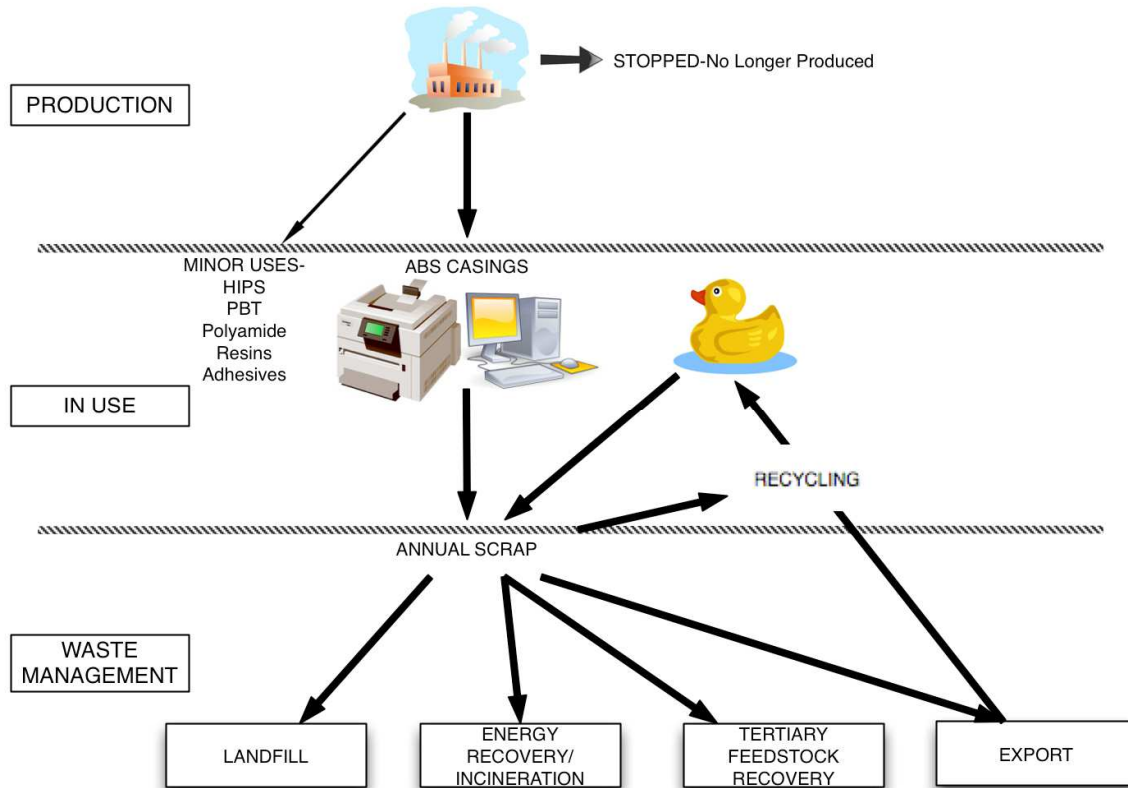 STOPPED-No Longer Produced
PRODUCTION
MINOR USES-
HIPS
PBT
Polyamide
Resins
Adhesives
ABS CASINGS
IN USE
RECYCLING
ANNUAL SCRAP
WASTE
MANAGEMENT
LANDFILL
ENERGY
RECOVERY/
INCINERATION
TERTIARY
FEEDSTOCK
RECOVERY
EXPORT